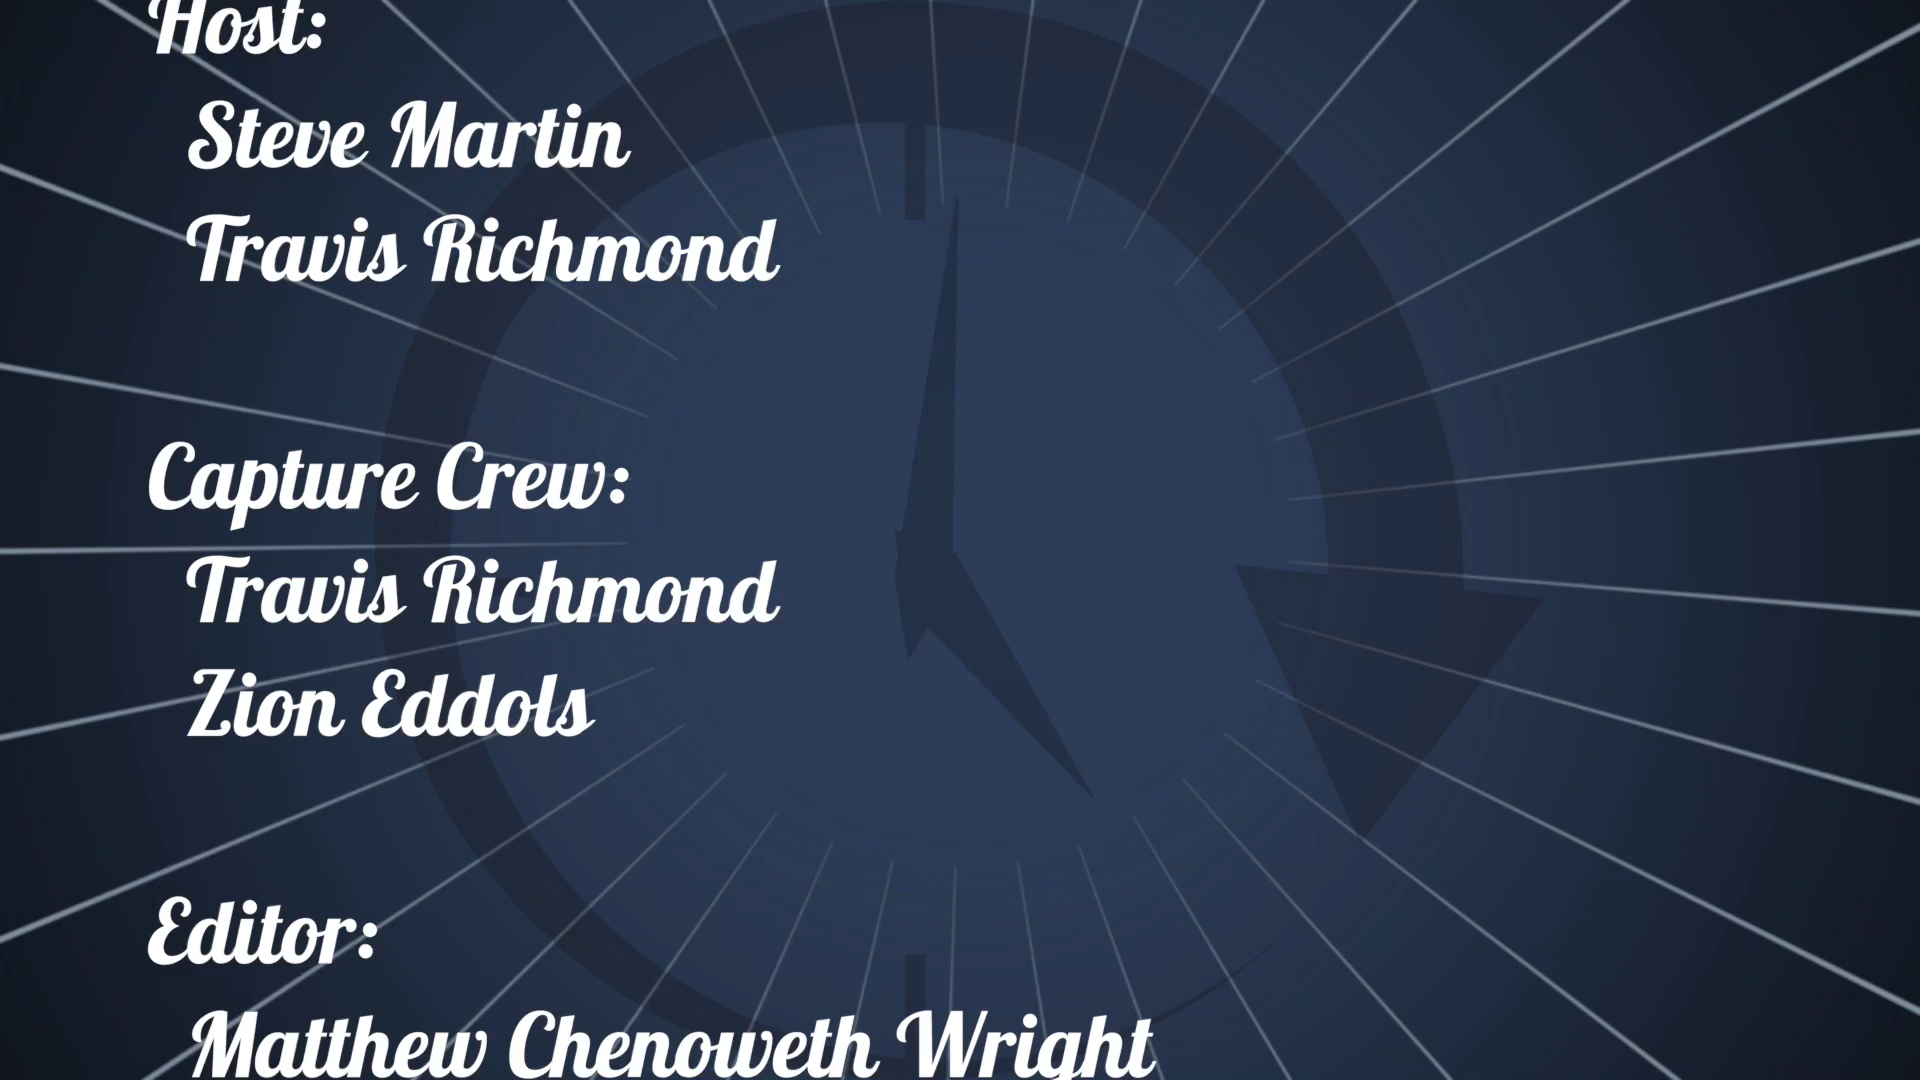 Host:
Steve Martin
Travis Richmond
Capture Crew:
Travis Richmond
Zion Eddols
Editor:
Matthew Chenoweth Wright